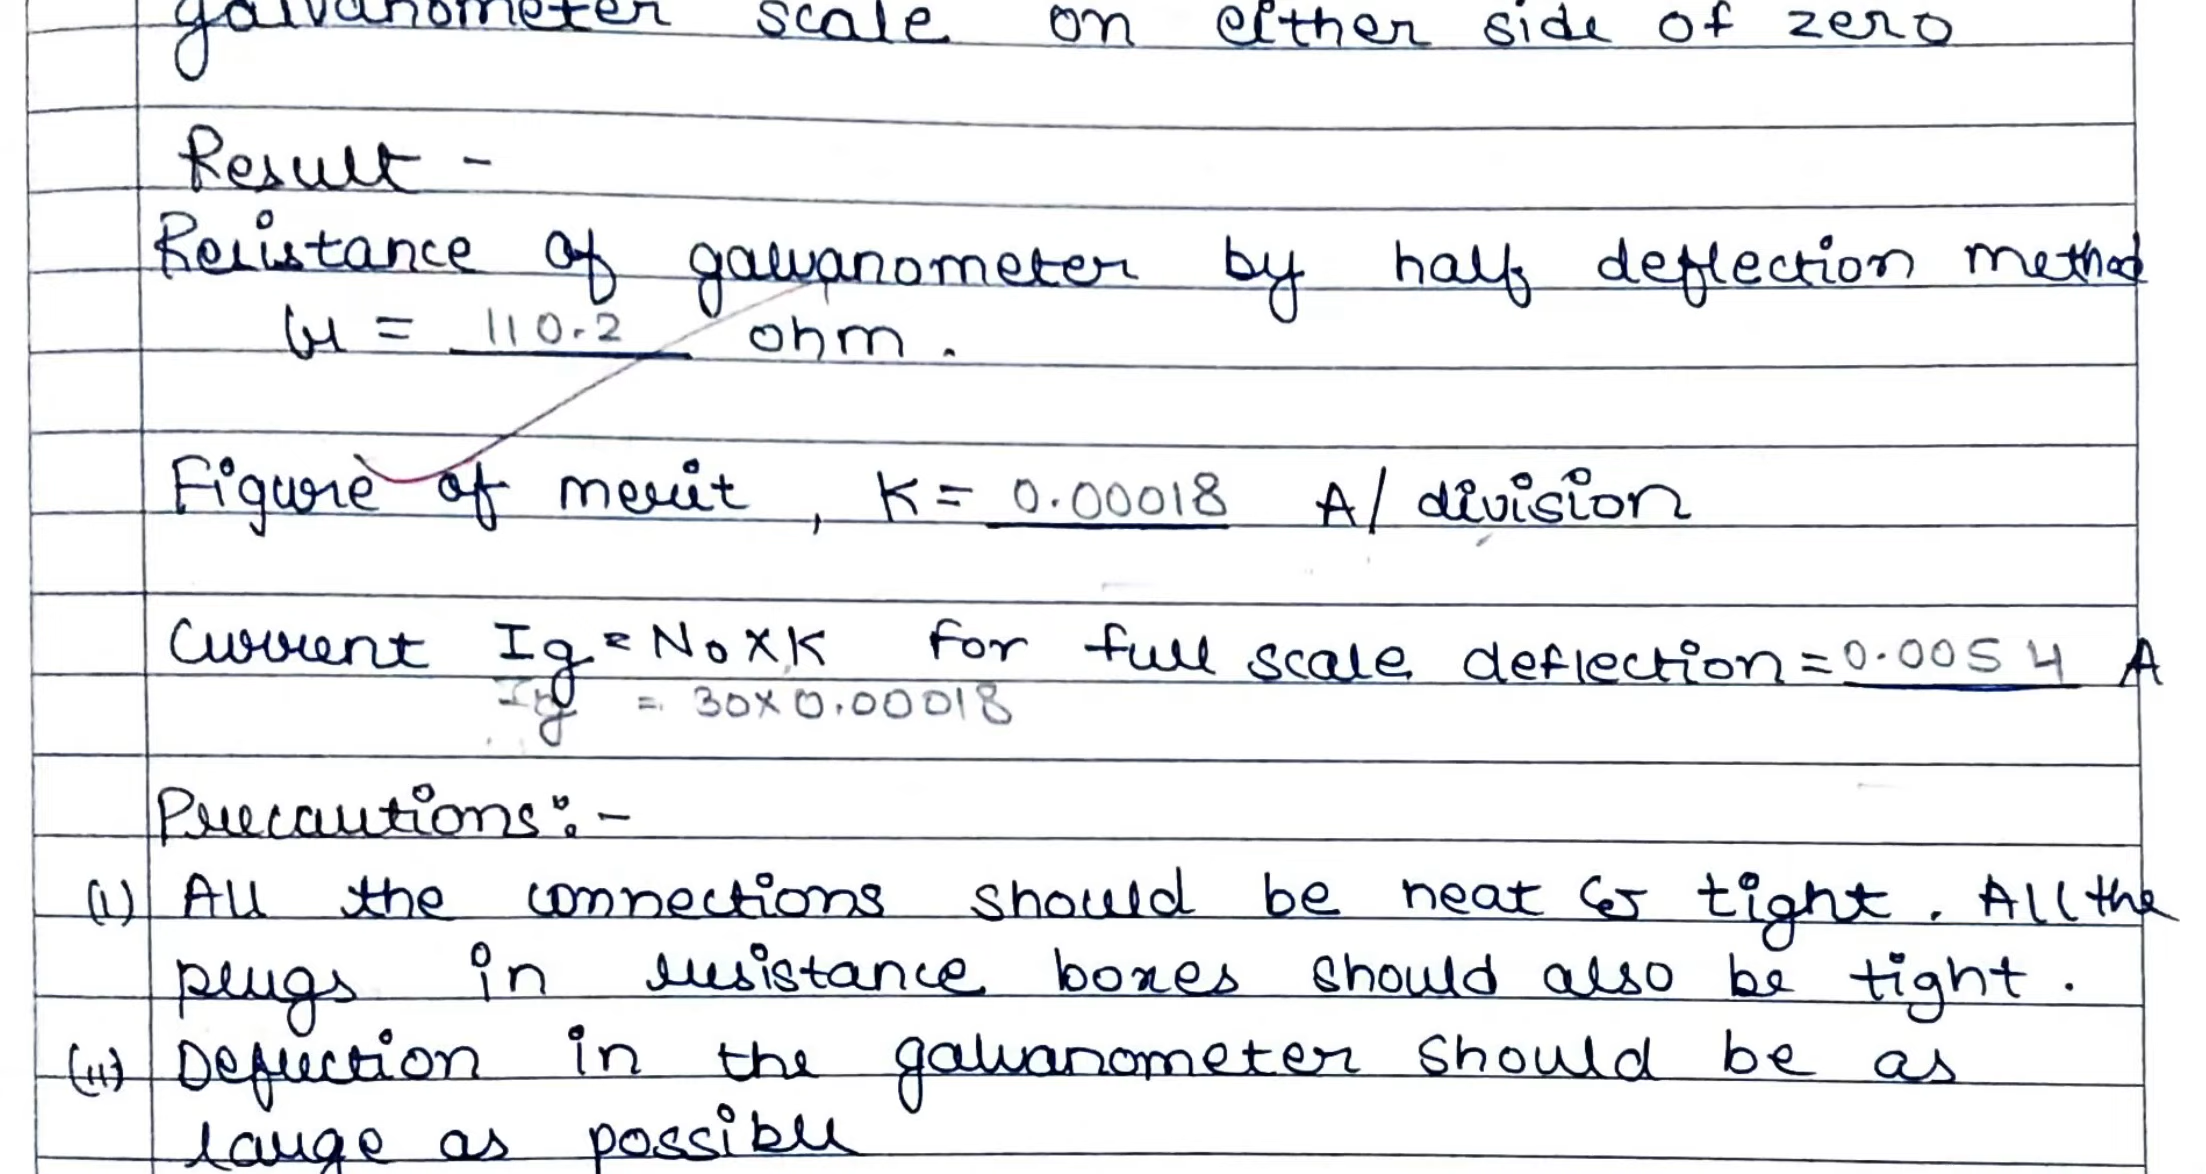 galvanometer scale on either side of zero
Result -
Resistance of galvanometer by half deflection method
G = 110.2 ohm.
Figure of merit, K = 0.00018 A/ division
Current Ig = No x K for full scale deflection = 0.0054 A
Ig = 30 x 0.00018
Precautions:-
(i) All the connections should be neat & tight. All the
plugs in resistance boxes should also be tight.
(ii) Deflection in the galvanometer should be as
large as possible